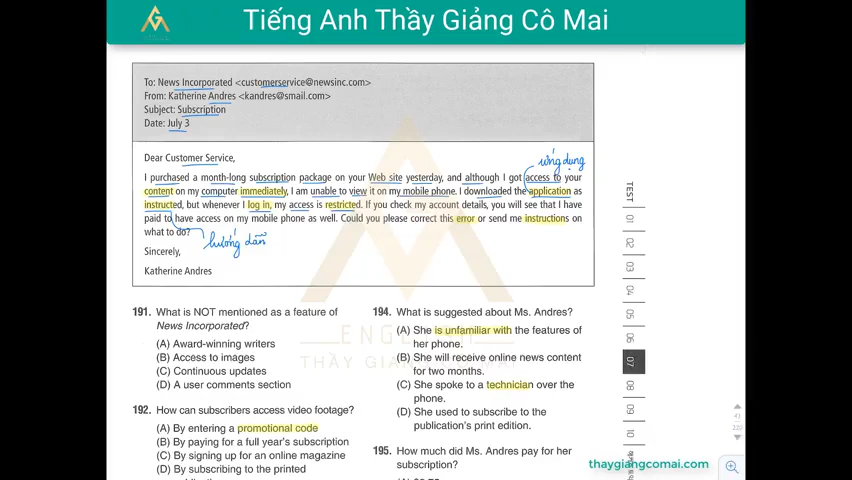 Tiếng Anh Thầy Giảng Cô Mai
To: News Incorporated <customerservice@newsinc.com>
From: Katherine Andres <kandres@smail.com>
Subject: Subscription
Date: July 3
Dear Customer Service,
ứng dụng
I purchased a month-long subscription package on your Web site yesterday, and although I got access to your
content on my computer immediately, I am unable to view it on my mobile phone. I downloaded the application as
instructed, but whenever I log in, my access is restricted. If you check my account details, you will see that I have
paid to have access on my mobile phone as well. Could you please correct this error or send me instructions on
what to do?
hướng dẫn
Sincerely,
Katherine Andres
191. What is NOT mentioned as a feature of
News Incorporated?
(A) Award-winning writers
(B) Access to images
(C) Continuous updates
(D) A user comments section
192. How can subscribers access video footage?
(A) By entering a promotional code
(B) By paying for a full year's subscription
(C) By signing up for an online magazine
(D) By subscribing to the printed
194. What is suggested about Ms. Andres?
(A) She is unfamiliar with the features of
her phone.
(B) She will receive online news content
for two months.
(C) She spoke to a technician over the
phone.
(D) She used to subscribe to the
publication's print edition.
195. How much did Ms. Andres pay for her
subscription?
TEST
01
02
03
04
05
06
07
08
09
10
ENGLISH
THẦY GIẢNG CÔ MAI
thaygiangcomai.com